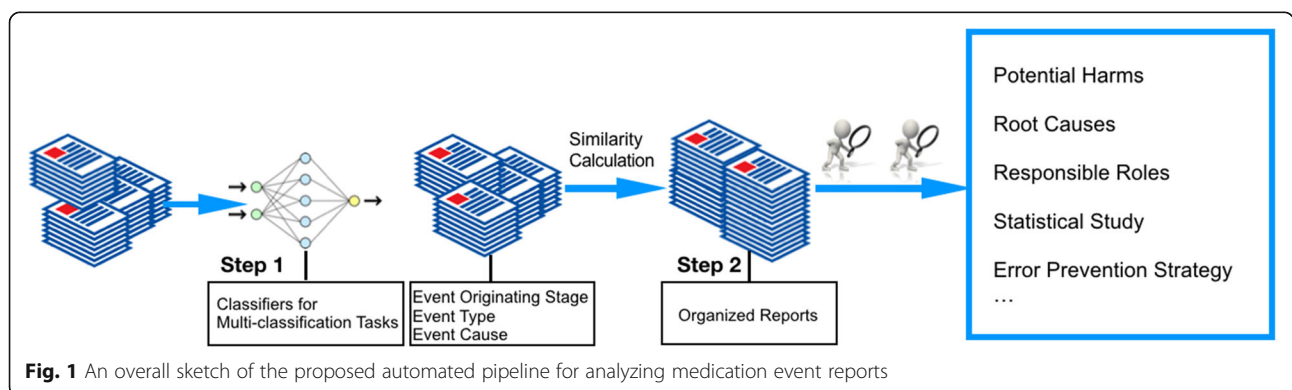 Similarity
Calculation
Step 1
Classifiers for
Multi-classification Tasks
Event Originating Stage
Event Type
Event Cause
Step 2
Organized Reports
Potential Harms
Root Causes
Responsible Roles
Statistical Study
Error Prevention Strategy
...
Fig. 1 An overall sketch of the proposed automated pipeline for analyzing medication event reports